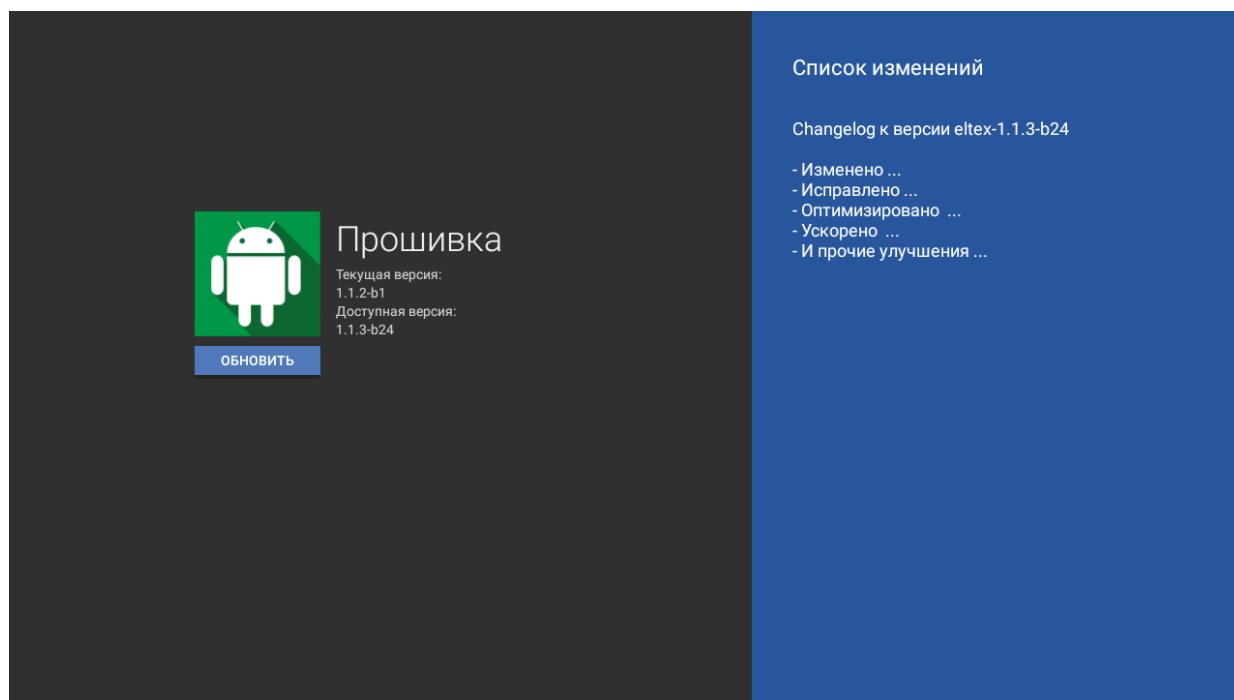 Прошивка
Текущая версия:
1.1.2-b1
Доступная версия:
1.1.3-b24
ОБНОВИТЬ
Список изменений
Changelog к версии eltex-1.1.3-b24
- Изменено ...
- Исправлено ...
- Оптимизировано  ...
- Ускорено  ...
- И прочие улучшения ...